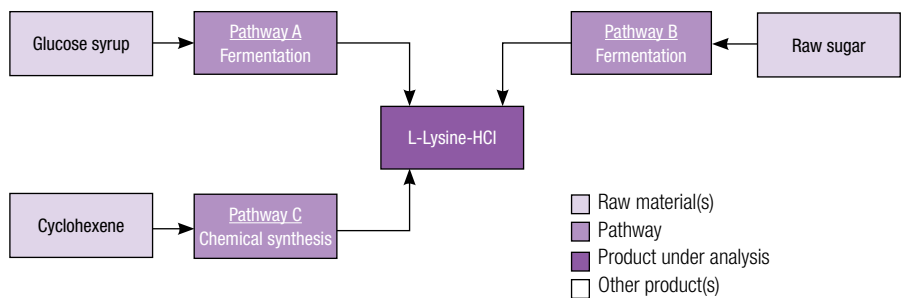 Glucose syrup
Pathway A
Fermentation
Pathway B
Fermentation
Raw sugar
L-Lysine-HCl
Cyclohexene
Pathway C
Chemical synthesis
Raw material(s)
Pathway
Product under analysis
Other product(s)